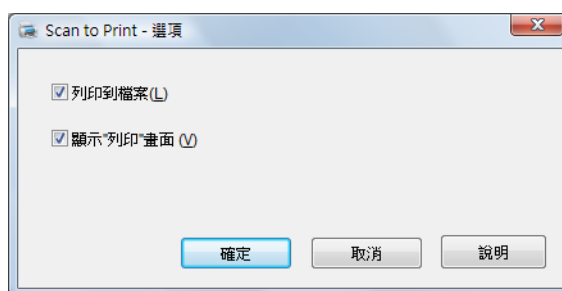 Scan to Print - 選項
列印到檔案(L)
顯示"列印"畫面 (V)
確定
取消
說明